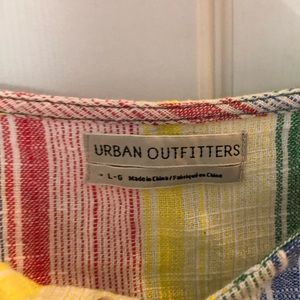 URBAN OUTFITTERS
L-G Made in China / Fabriqué en Chine